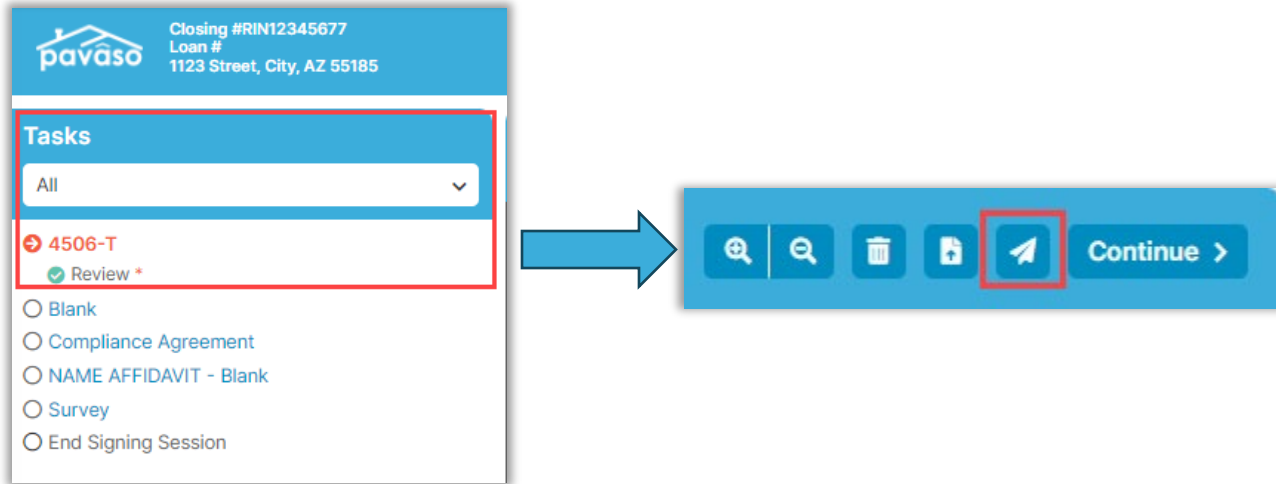 pavaso
Closing #RIN12345677
Loan #
1123 Street, City, AZ 55185
Tasks
All
4506-T
Review *
Blank
Compliance Agreement
NAME AFFIDAVIT - Blank
Survey
End Signing Session
Continue >